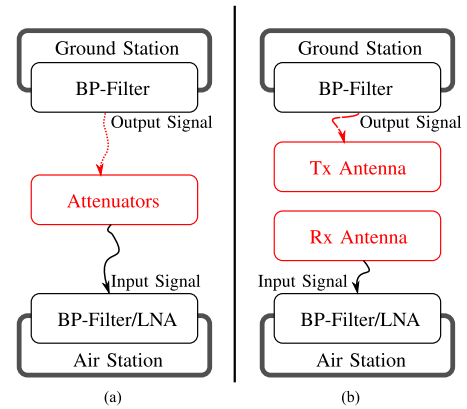 Ground Station
BP-Filter
Output Signal
Attenuators
Input Signal
BP-Filter/LNA
Air Station
(a)
Ground Station
BP-Filter
Output Signal
Tx Antenna
Rx Antenna
Input Signal
BP-Filter/LNA
Air Station
(b)